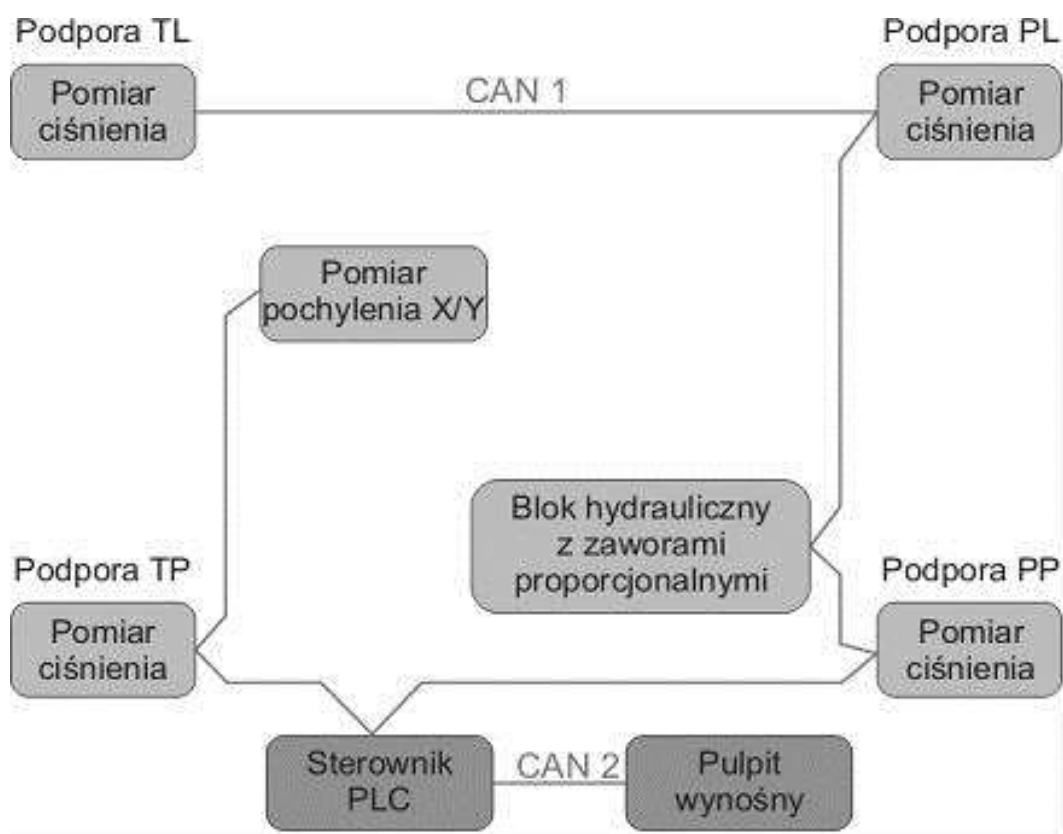 Podpora TL
Pomiar
ciśnienia
CAN 1
Podpora PL
Pomiar
ciśnienia
Pomiar
pochylenia X/Y
Blok hydrauliczny
z zaworami
proporcjonalnymi
Podpora TP
Pomiar
ciśnienia
Podpora PP
Pomiar
ciśnienia
Sterownik
PLC
CAN 2
Pulpit
wynośny